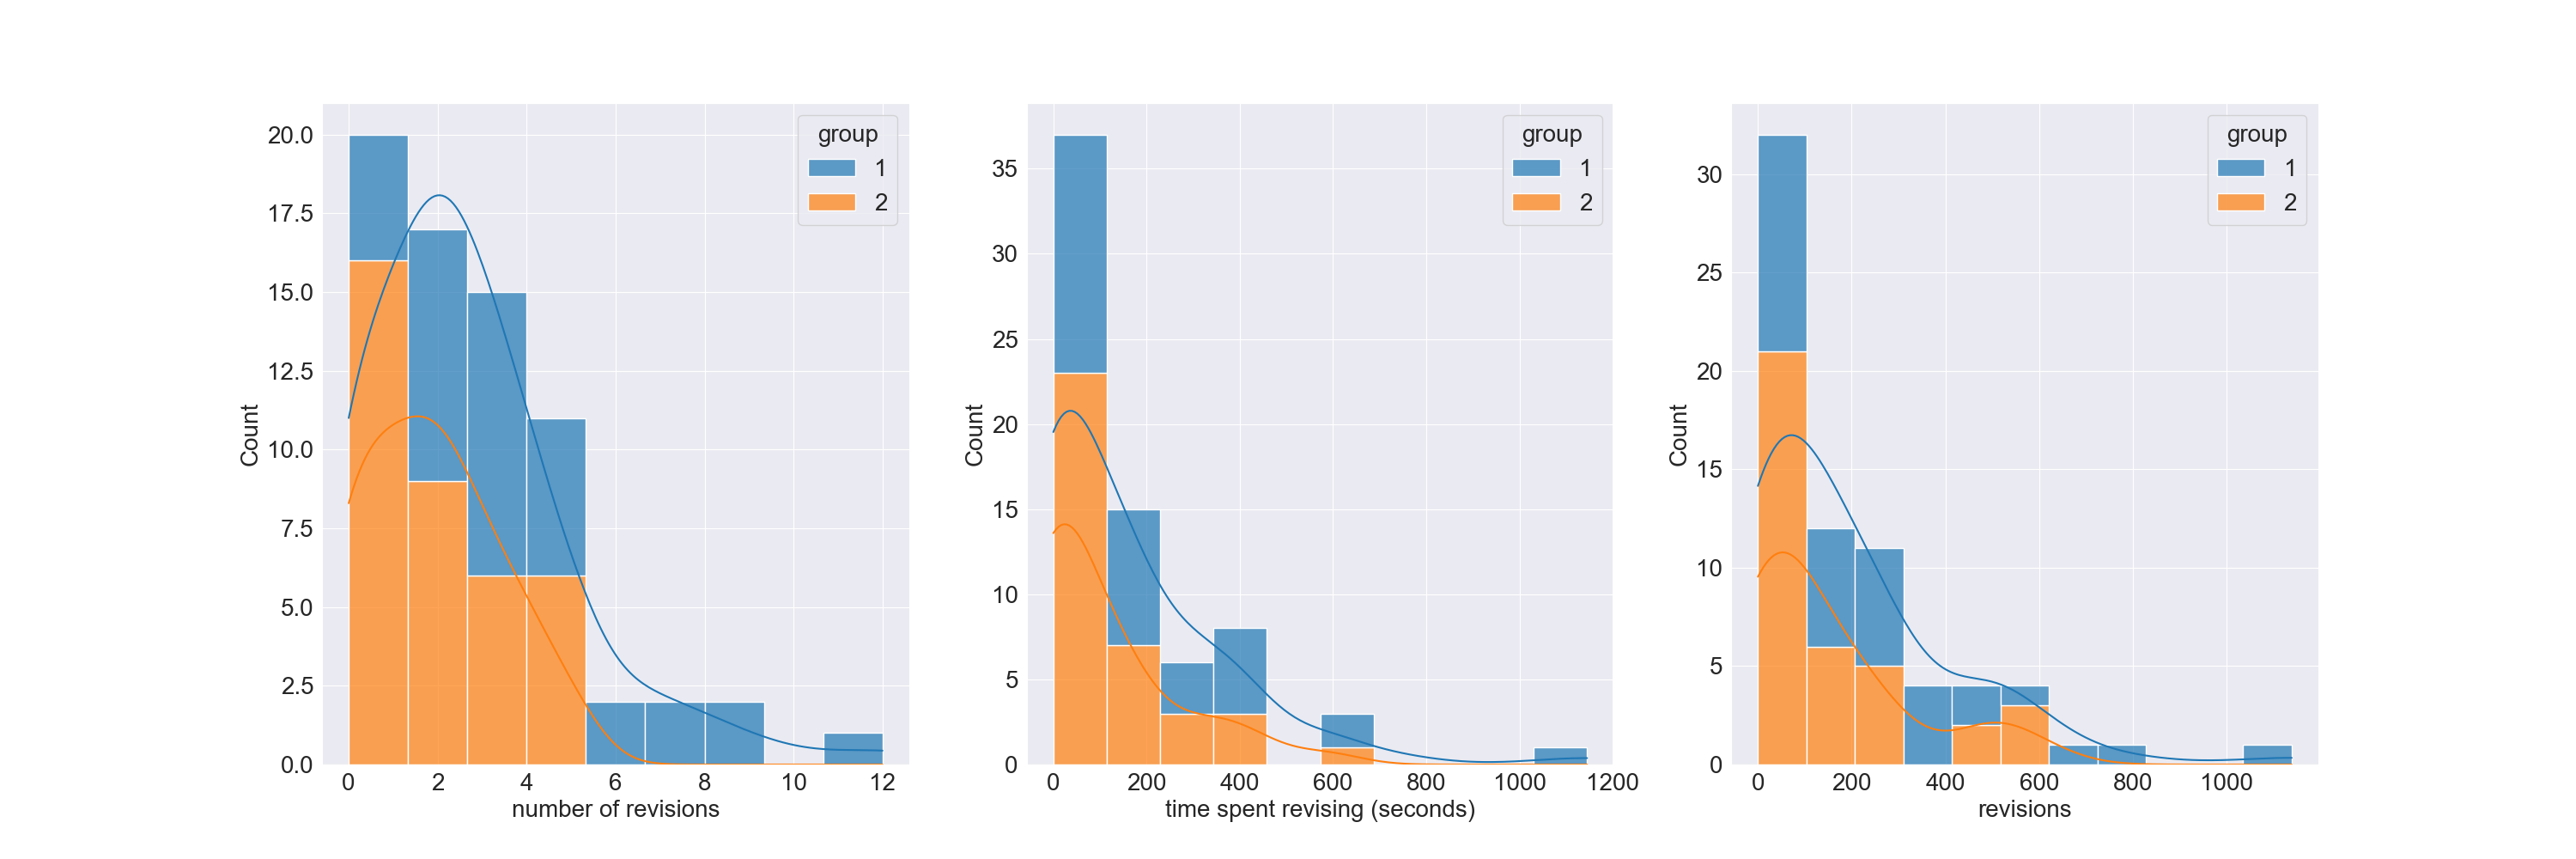 20.0
17.5
15.0
12.5
10.0
7.5
5.0
2.5
0.0
Count
0 2 4 6 8 10 12
number of revisions
group
1
2
35
30
25
20
15
10
5
0
Count
0 200 400 600 800 1000 1200
time spent revising (seconds)
group
1
2
30
25
20
15
10
5
0
Count
0 200 400 600 800 1000
revisions
group
1
2